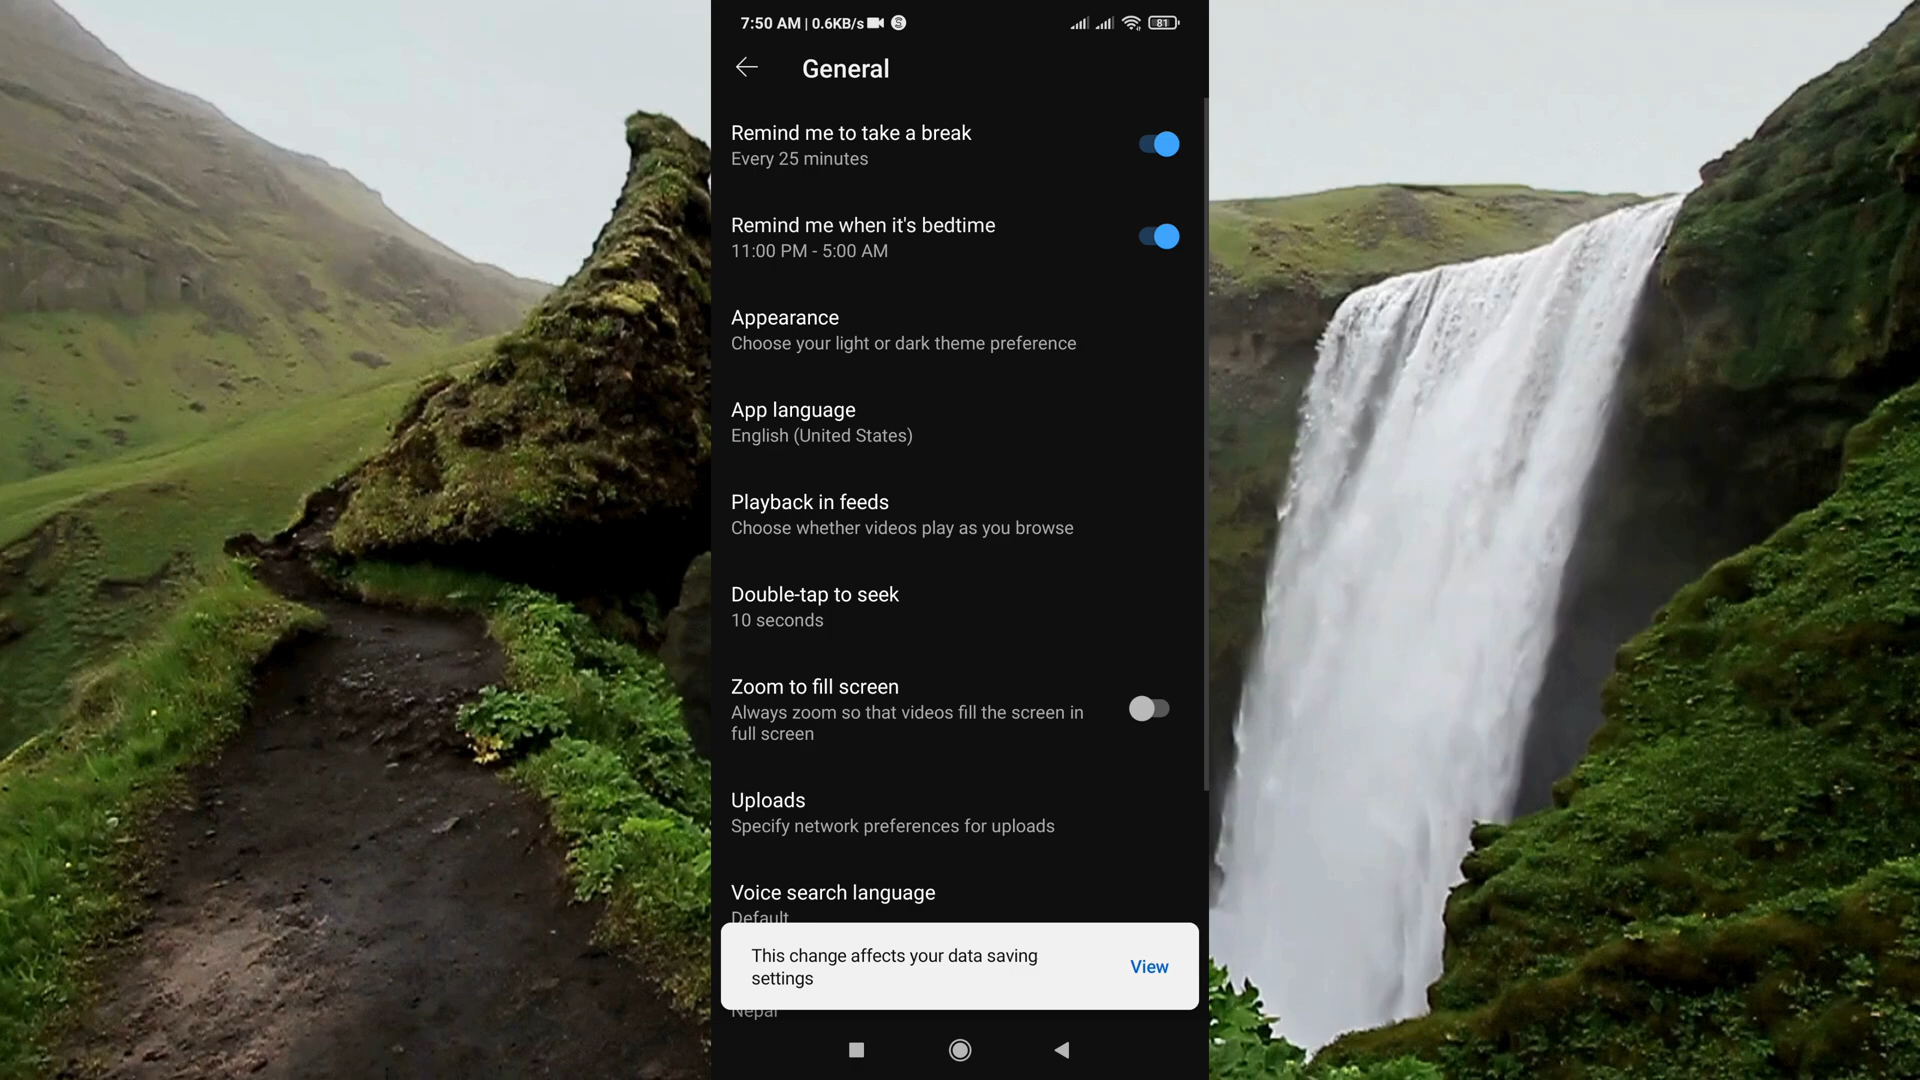 7:50 AM | 0.6KB/s S 81
General
Remind me to take a break
Every 25 minutes
Remind me when it's bedtime
11:00 PM - 5:00 AM
Appearance
Choose your light or dark theme preference
App language
English (United States)
Playback in feeds
Choose whether videos play as you browse
Double-tap to seek
10 seconds
Zoom to fill screen
Always zoom so that videos fill the screen in
full screen
Uploads
Specify network preferences for uploads
Voice search language
Default
This change affects your data saving
settings
View
Nepal